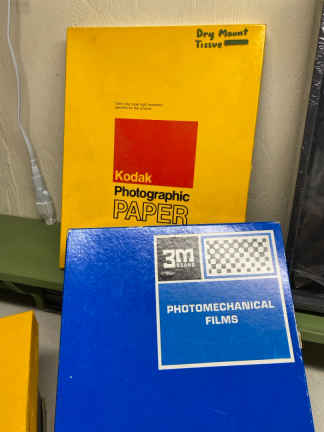 Dry Mount
Tissue
Kodak
Photographic
PAPER
3M
BRAND
PHOTOMECHANICAL
FILMS